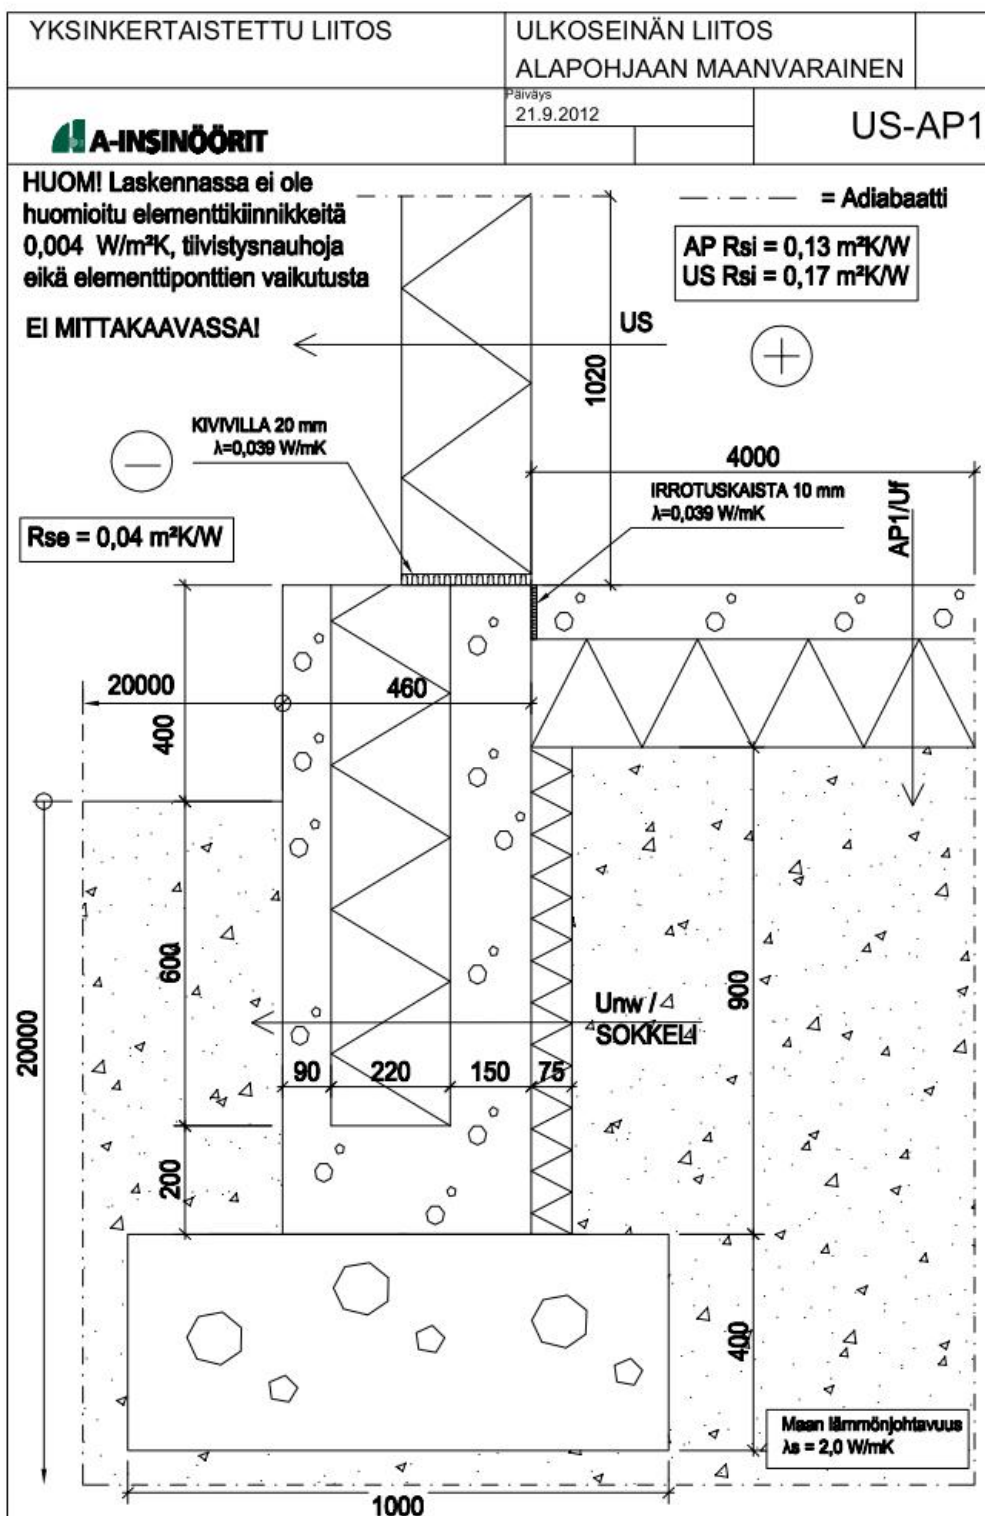 YKSINKERTAISTETTU LIITOS
ULKOSEINÄN LIITOS
ALAPOHJAAN MAANVARAINEN
A-INSINÖÖRIT
Päiväys
21.9.2012
US-AP1
HUOM! Laskennassa ei ole
huomioitu elementtikiinnikkeitä
0,004 W/m²K, tiivistysnauhoja
eikä elementtiponttien vaikutusta
= Adiabaatti
AP Rsi = 0,13 m²K/W
US Rsi = 0,17 m²K/W
EI MITTAKAAVASSA!
US
+
1020
KIVIVILLA 20 mm
λ=0,039 W/mK
−
4000
IRROTUSKAISTA 10 mm
λ=0,039 W/mK
AP1/Uf
Rse = 0,04 m²K/W
20000
460
400
600
900
20000
Unw /
SOKKELI
90
220
150
75
200
400
Maan lämmönjohtavuus
λs = 2,0 W/mK
1000